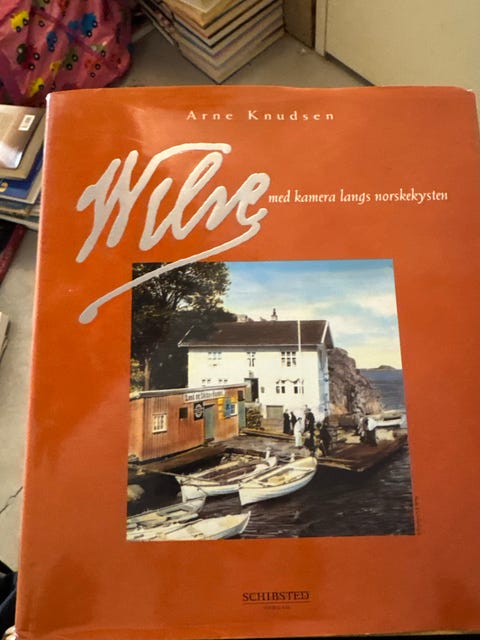 Arne Knudsen
Wilse
med kamera langs norskekysten
SCHIBSTED